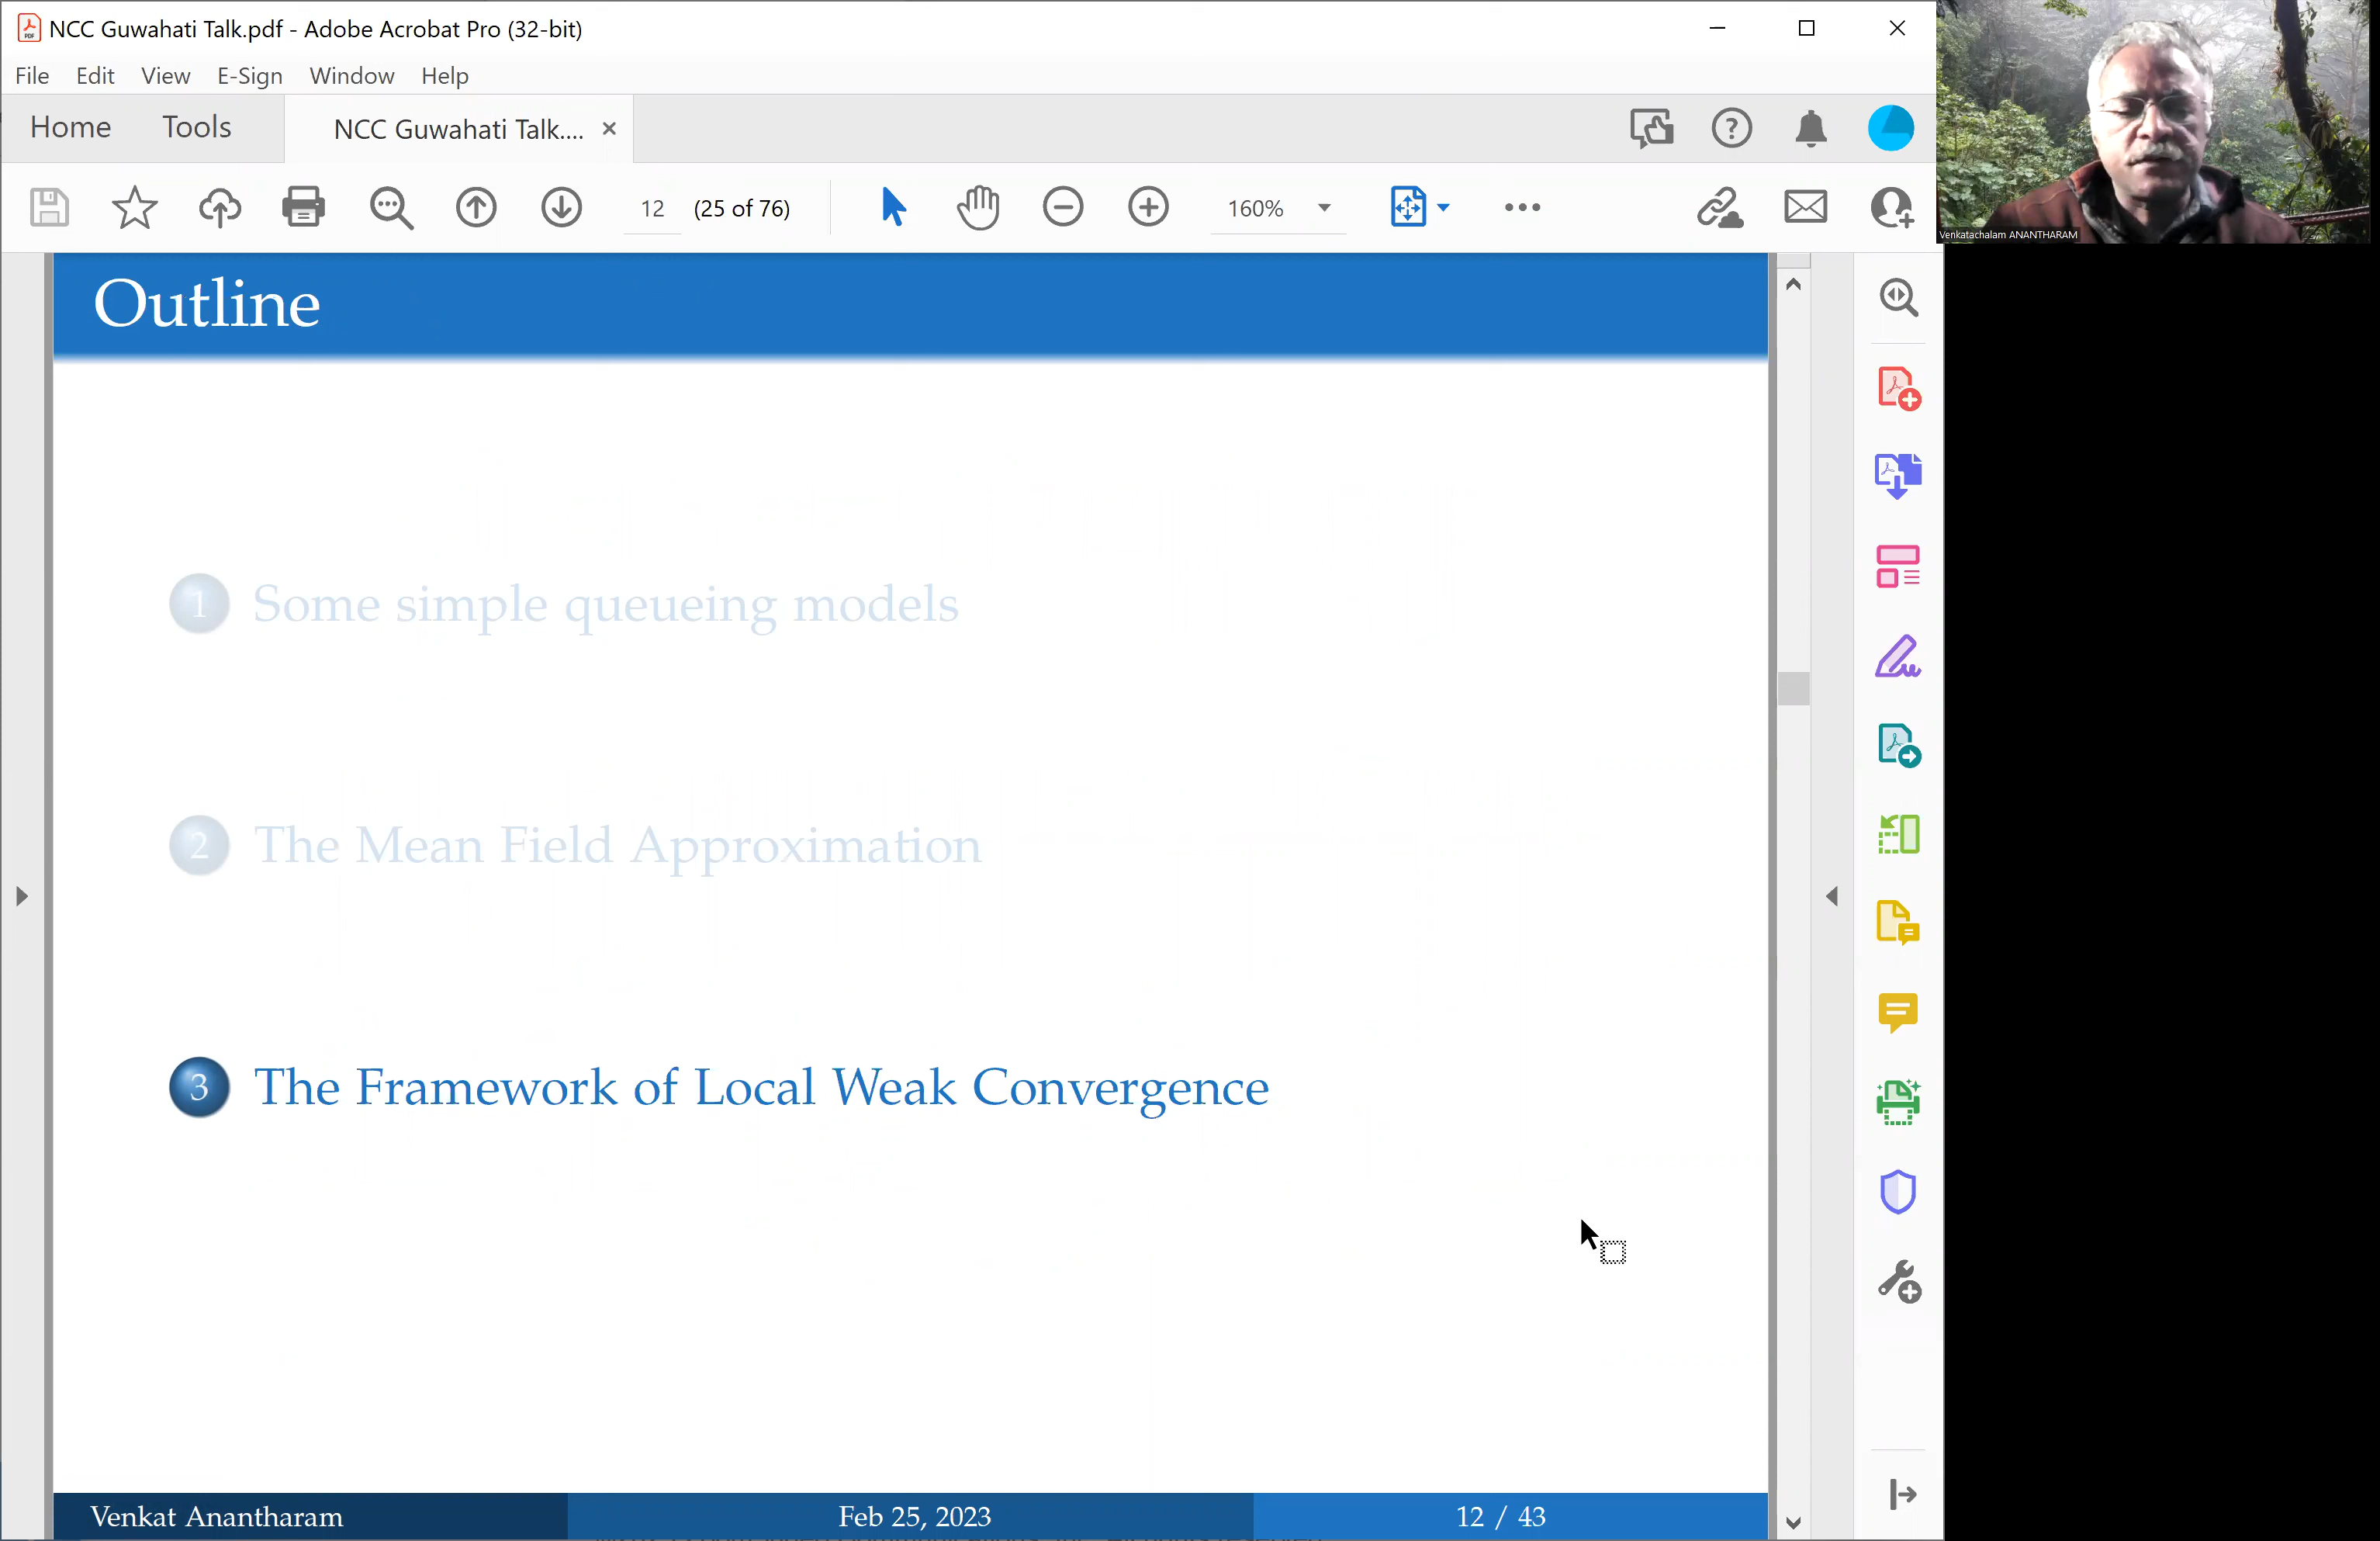 NCC Guwahati Talk.pdf - Adobe Acrobat Pro (32-bit)
File Edit View E-Sign Window Help
Home Tools NCC Guwahati Talk....
12 (25 of 76) 160%
Venkatachalam ANANTHARAM
Outline
1 Some simple queueing models
2 The Mean Field Approximation
3 The Framework of Local Weak Convergence
Venkat Anantharam Feb 25, 2023 12 / 43